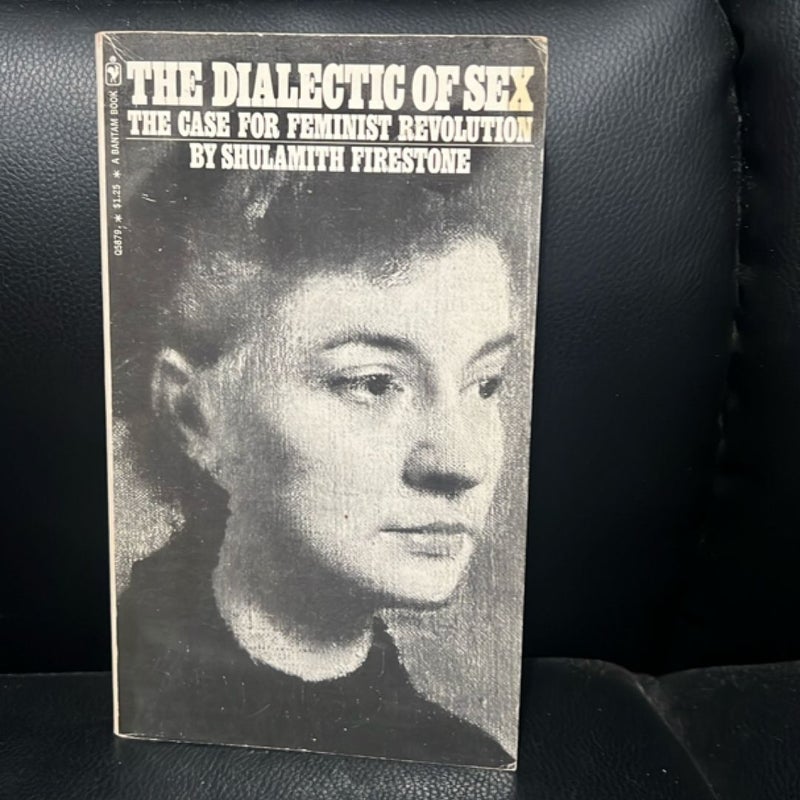 THE DIALECTIC OF SEX
THE CASE FOR FEMINIST REVOLUTION
BY SHULAMITH FIRESTONE
Q5879 * $1.25 * A BANTAM BOOK